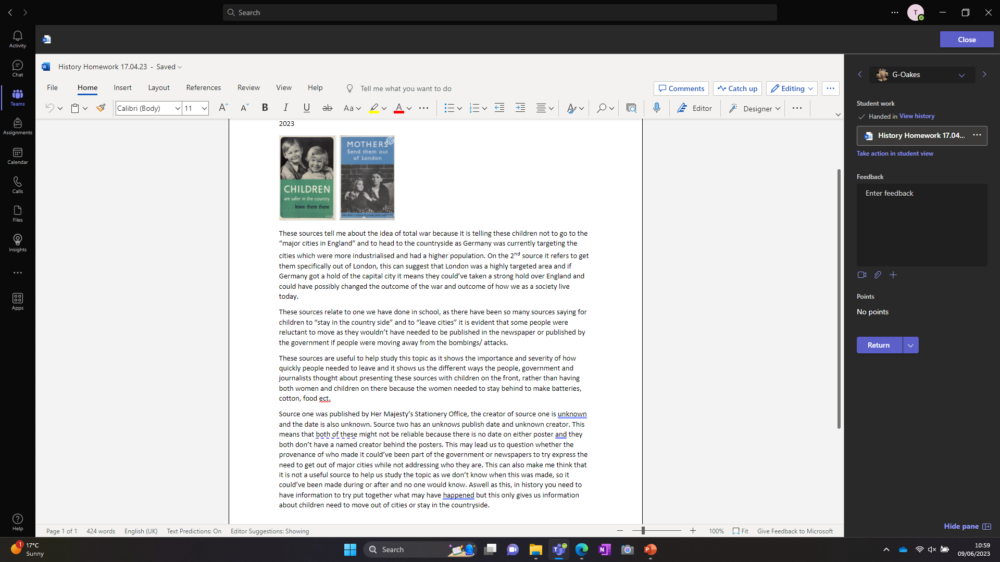 Search
T
Activity
Chat
Teams
Assignments
Calendar
Calls
Files
Insights
Apps
Help
Close
History Homework 17.04.23 - Saved
File Home Insert Layout References Review View Help Tell me what you want to do
Comments Catch up Editing
Calibri (Body) 11 A A B I U ab Aa A Editor Designer
2023
CHILDREN
are safer in the country
... leave them there
MOTHERS
Send them out
of London
These sources tell me about the idea of total war because it is telling these children not to go to the
“major cities in England” and to head to the countryside as Germany was currently targeting the
cities which were more industrialised and had a higher population. On the 2nd source it refers to get
them specifically out of London, this can suggest that London was a highly targeted area and if
Germany got a hold of the capital city it means they could’ve taken a strong hold over England and
could have possibly changed the outcome of the war and outcome of how we as a society live
today.
These sources relate to one we have done in school, as there have been so many sources saying for
children to “stay in the country side” and to “leave cities” it is evident that some people were
reluctant to move as they wouldn’t have needed to be published in the newspaper or published by
the government if people were moving away from the bombings/ attacks.
These sources are useful to help study this topic as it shows the importance and severity of how
quickly people needed to leave and it shows us the different ways the people, government and
journalists thought about presenting these sources with children on the front, rather than having
both women and children on there because the women needed to stay behind to make batteries,
cotton, food ect.
Source one was published by Her Majesty’s Stationery Office, the creator of source one is unknown
and the date is also unknown. Source two has an unknows publish date and unknown creator. This
means that both of these might not be reliable because there is no date on either poster and they
both don’t have a named creator behind the posters. This may lead us to question whether the
provenance of who made it could’ve been part of the government or newspapers to try express the
need to get out of major cities while not addressing who they are. This can also make me think that
it is not a useful source to help us study the topic as we don’t know when this was made, so it
could’ve been made during or after and no one would know. Aswell as this, in history you need to
have information to try put together what may have happened but this only gives us information
about children need to move out of cities or stay in the countryside.
Page 1 of 1 424 words English (UK) Text Predictions: On Editor Suggestions: Showing
100% Fit Give Feedback to Microsoft
G-Oakes
Student work
Handed in View history
History Homework 17.04...
Take action in student view
Feedback
Enter feedback
Points
No points
Return
Hide pane
1
17°C
Sunny
Search
10:59
09/06/2023